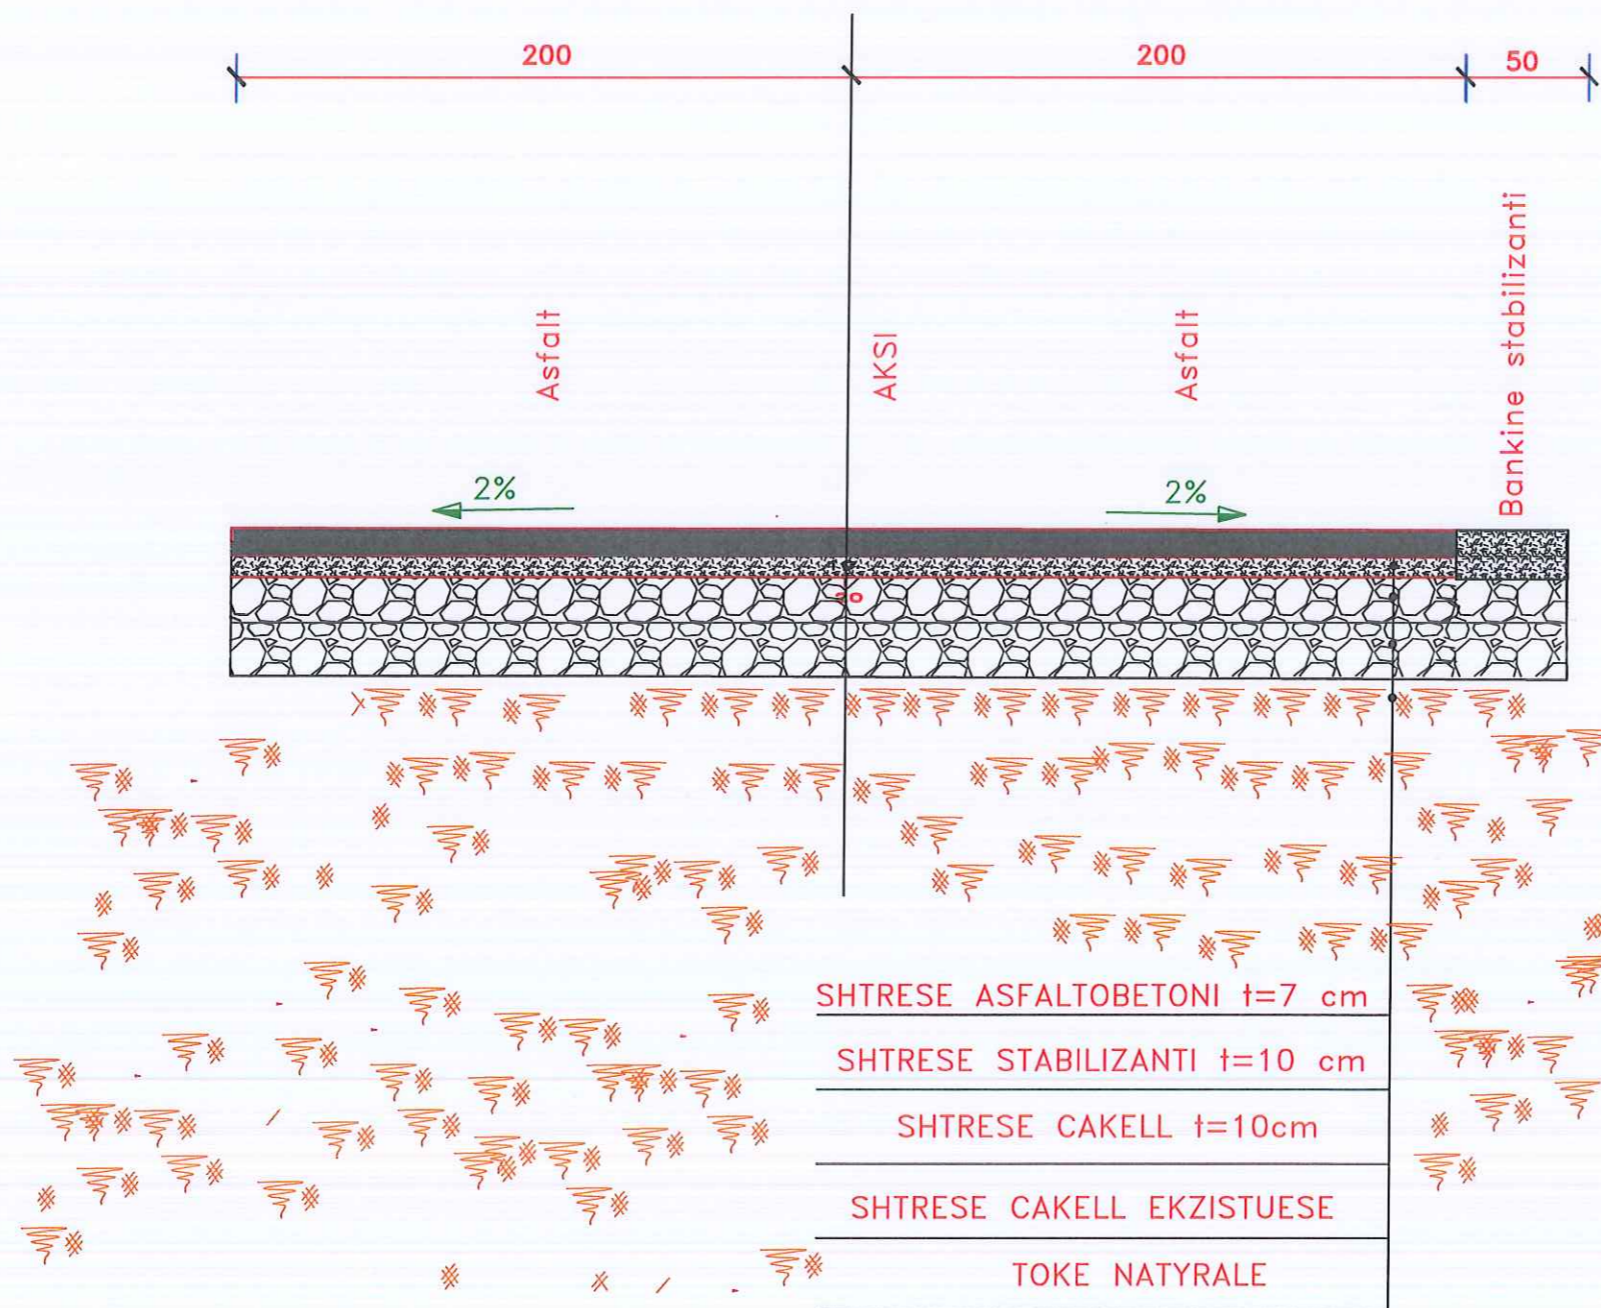 200
200
50
Asfalt
AKSI
Asfalt
Bankine stabilizanti
2%
2%
SHTRESE ASFALTOBETONI t=7 cm
SHTRESE STABILIZANTI t=10 cm
SHTRESE CAKELL t=10cm
SHTRESE CAKELL EKZISTUESE
TOKE NATYRALE